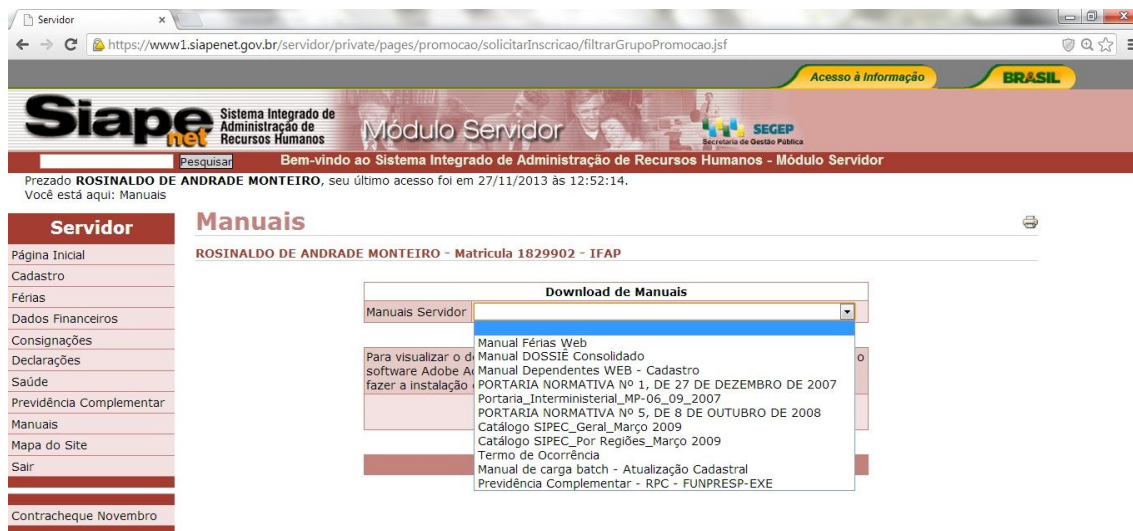 Servidor
https://www1.siapenet.gov.br/servidor/private/pages/promocao/solicitarInscricao/filtrarGrupoPromocao.jsf
Acesso à Informação
BRASIL
Siape net
Sistema Integrado de
Administração de
Recursos Humanos
Módulo Servidor
SEGEP
Secretaria de Gestão Pública
Pesquisar
Bem-vindo ao Sistema Integrado de Administração de Recursos Humanos - Módulo Servidor
Prezado ROSINALDO DE ANDRADE MONTEIRO, seu último acesso foi em 27/11/2013 às 12:52:14.
Você está aqui: Manuais
Servidor
Página Inicial
Cadastro
Férias
Dados Financeiros
Consignações
Declarações
Saúde
Previdência Complementar
Manuais
Mapa do Site
Sair
Contracheque Novembro
Manuais
ROSINALDO DE ANDRADE MONTEIRO - Matricula 1829902 - IFAP
Download de Manuais
Manuais Servidor
Manual Férias Web
Manual DOSSIÊ Consolidado
Manual Dependentes WEB - Cadastro
PORTARIA NORMATIVA Nº 1, DE 27 DE DEZEMBRO DE 2007
Portaria_Interministerial_MP-06_09_2007
PORTARIA NORMATIVA Nº 5, DE 8 DE OUTUBRO DE 2008
Catálogo SIPEC_Geral_Março 2009
Catálogo SIPEC_Por Regiões_Março 2009
Termo de Ocorrência
Manual de carga batch - Atualização Cadastral
Previdência Complementar - RPC - FUNPRESP-EXE
Para visualizar o d
o
software Adobe A
fazer a instalação